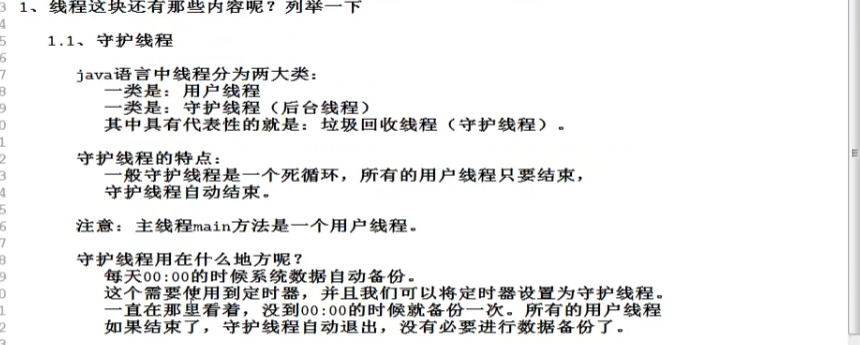 3 1、线程这块还有那些内容呢？列举一下
4
5 1.1、守护线程
6
7 java语言中线程分为两大类：
8 一类是：用户线程
9 一类是：守护线程（后台线程）
0 其中具有代表性的就是：垃圾回收线程（守护线程）。
1
2 守护线程的特点：
3 一般守护线程是一个死循环，所有的用户线程只要结束，
4 守护线程自动结束。
5
6 注意：主线程main方法是一个用户线程。
7
8 守护线程用在什么地方呢？
9 每天00:00的时候系统数据自动备份。
0 这个需要使用到定时器，并且我们可以将定时器设置为守护线程。
1 一直在那里看着，没到00:00的时候就备份一次。所有的用户线程
2 如果结束了，守护线程自动退出，没有必要进行数据备份了。
3